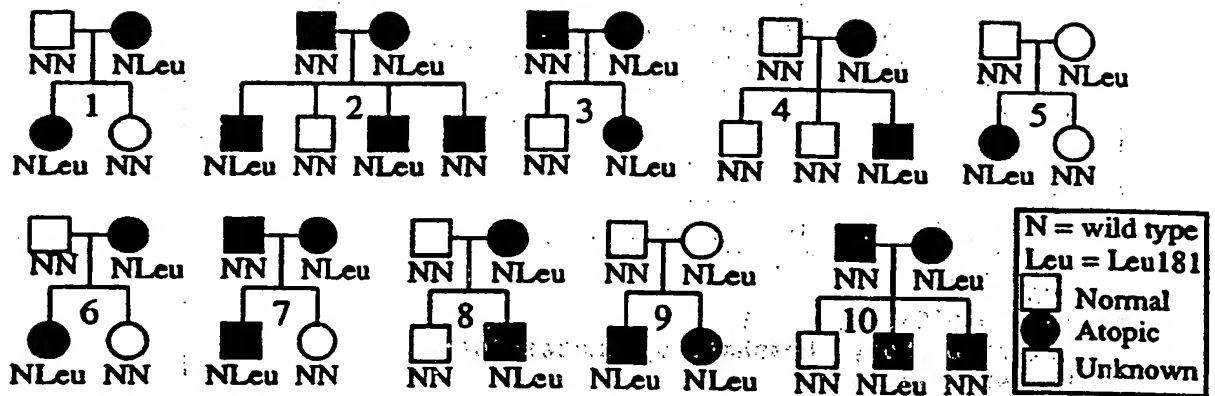 NN NLeu NN NLeu NN NLeu NN NLeu NN NLeu
1 2 3 4 5
NLeu NN NLeu NN NLeu NN NN NLeu NN NN NLeu NLeu NN
N = wild type
Leu = Leu181
Normal
Atopic
Unknown
NN NLeu NN NLeu NN NLeu NN NLeu NN NLeu
6 7 8 9 10
NLeu NN NLeu NN NN NLeu NLeu NLeu NN NLeu NN